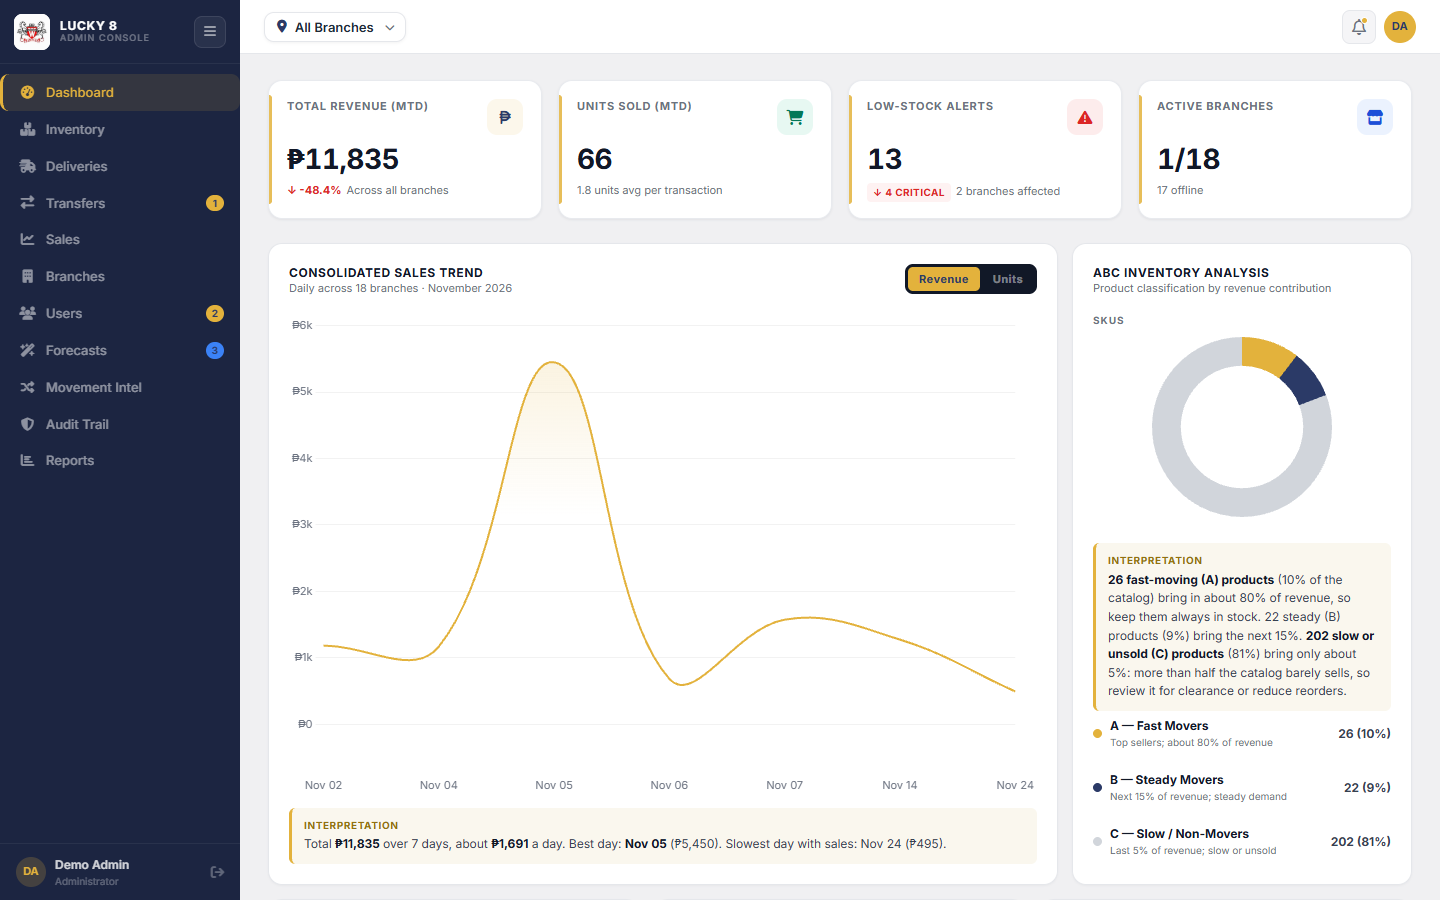 LUCKY 8
ADMIN CONSOLE
Dashboard
Inventory
Deliveries
Transfers 1
Sales
Branches
Users 2
Forecasts 3
Movement Intel
Audit Trail
Reports
DA
Demo Admin
Administrator
All Branches
DA
TOTAL REVENUE (MTD)
₱
₱11,835
↓ -48.4% Across all branches
UNITS SOLD (MTD)
66
1.8 units avg per transaction
LOW-STOCK ALERTS
13
↓ 4 CRITICAL 2 branches affected
ACTIVE BRANCHES
1/18
17 offline
CONSOLIDATED SALES TREND
Daily across 18 branches · November 2026
Revenue Units
₱6k
₱5k
₱4k
₱3k
₱2k
₱1k
₱0
Nov 02 Nov 04 Nov 05 Nov 06 Nov 07 Nov 14 Nov 24
INTERPRETATION
Total ₱11,835 over 7 days, about ₱1,691 a day. Best day: Nov 05 (₱5,450). Slowest day with sales: Nov 24 (₱495).
ABC INVENTORY ANALYSIS
Product classification by revenue contribution
SKUS
INTERPRETATION
26 fast-moving (A) products (10% of the
catalog) bring in about 80% of revenue, so
keep them always in stock. 22 steady (B)
products (9%) bring the next 15%. 202 slow or
unsold (C) products (81%) bring only about
5%: more than half the catalog barely sells, so
review it for clearance or reduce reorders.
A — Fast Movers
Top sellers; about 80% of revenue
26 (10%)
B — Steady Movers
Next 15% of revenue; steady demand
22 (9%)
C — Slow / Non-Movers
Last 5% of revenue; slow or unsold
202 (81%)